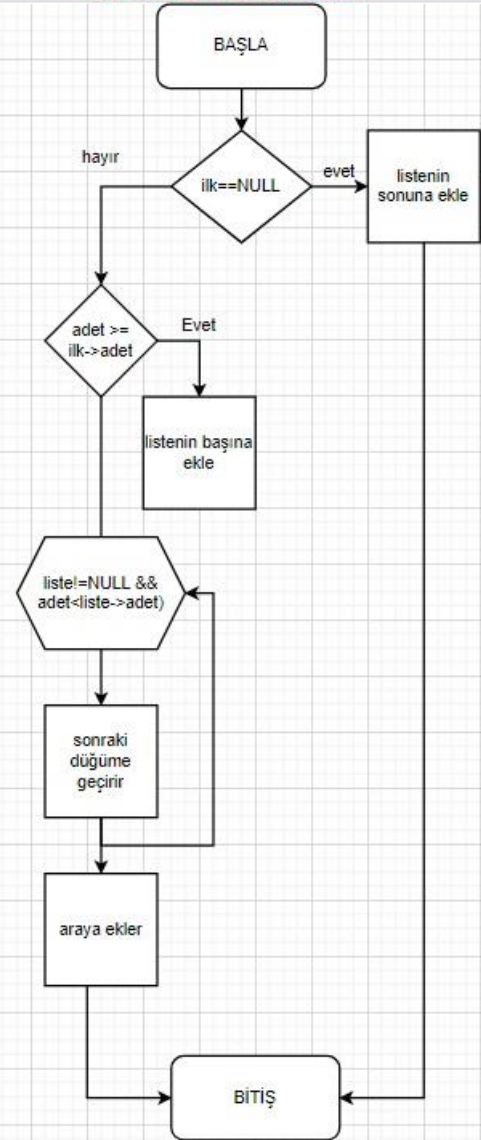 BAŞLA
hayır
ilk==NULL
evet
listenin
sonuna ekle
adet >=
ilk->adet
Evet
listenin başına
ekle
liste!=NULL &&
adet<liste->adet)
sonraki
düğüme
geçirir
araya ekler
BİTİŞ